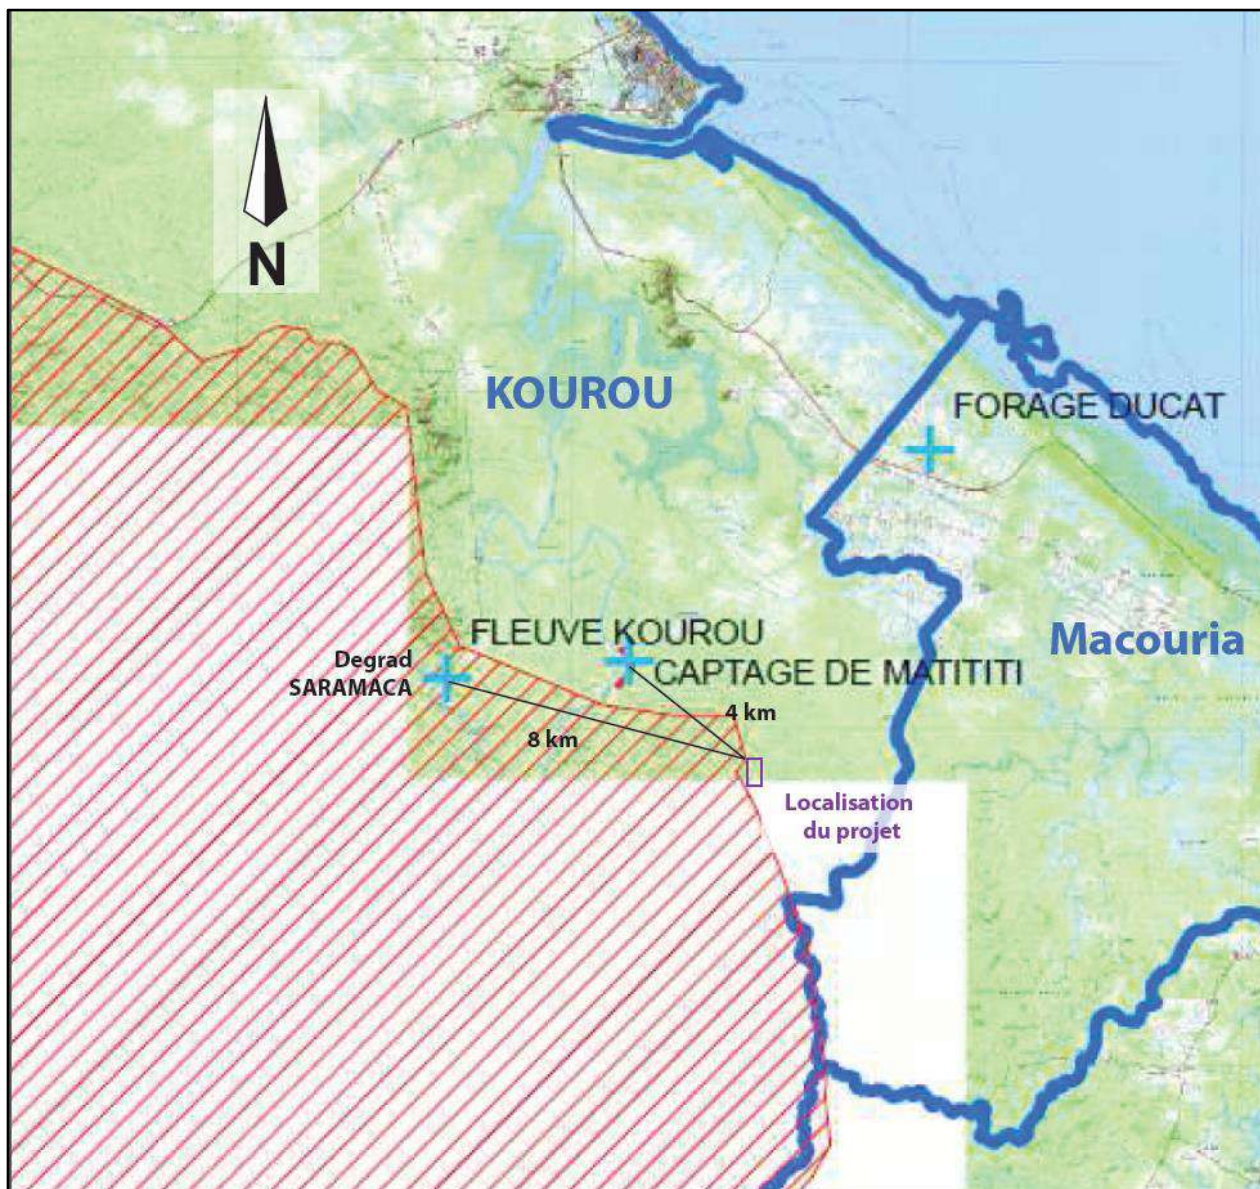 N
KOUROU
FORAGE DUCAT
FLEUVE KOUROU
Macouria
Degrad
SARAMACA
CAPTAGE DE MATITITI
4 km
8 km
Localisation
du projet